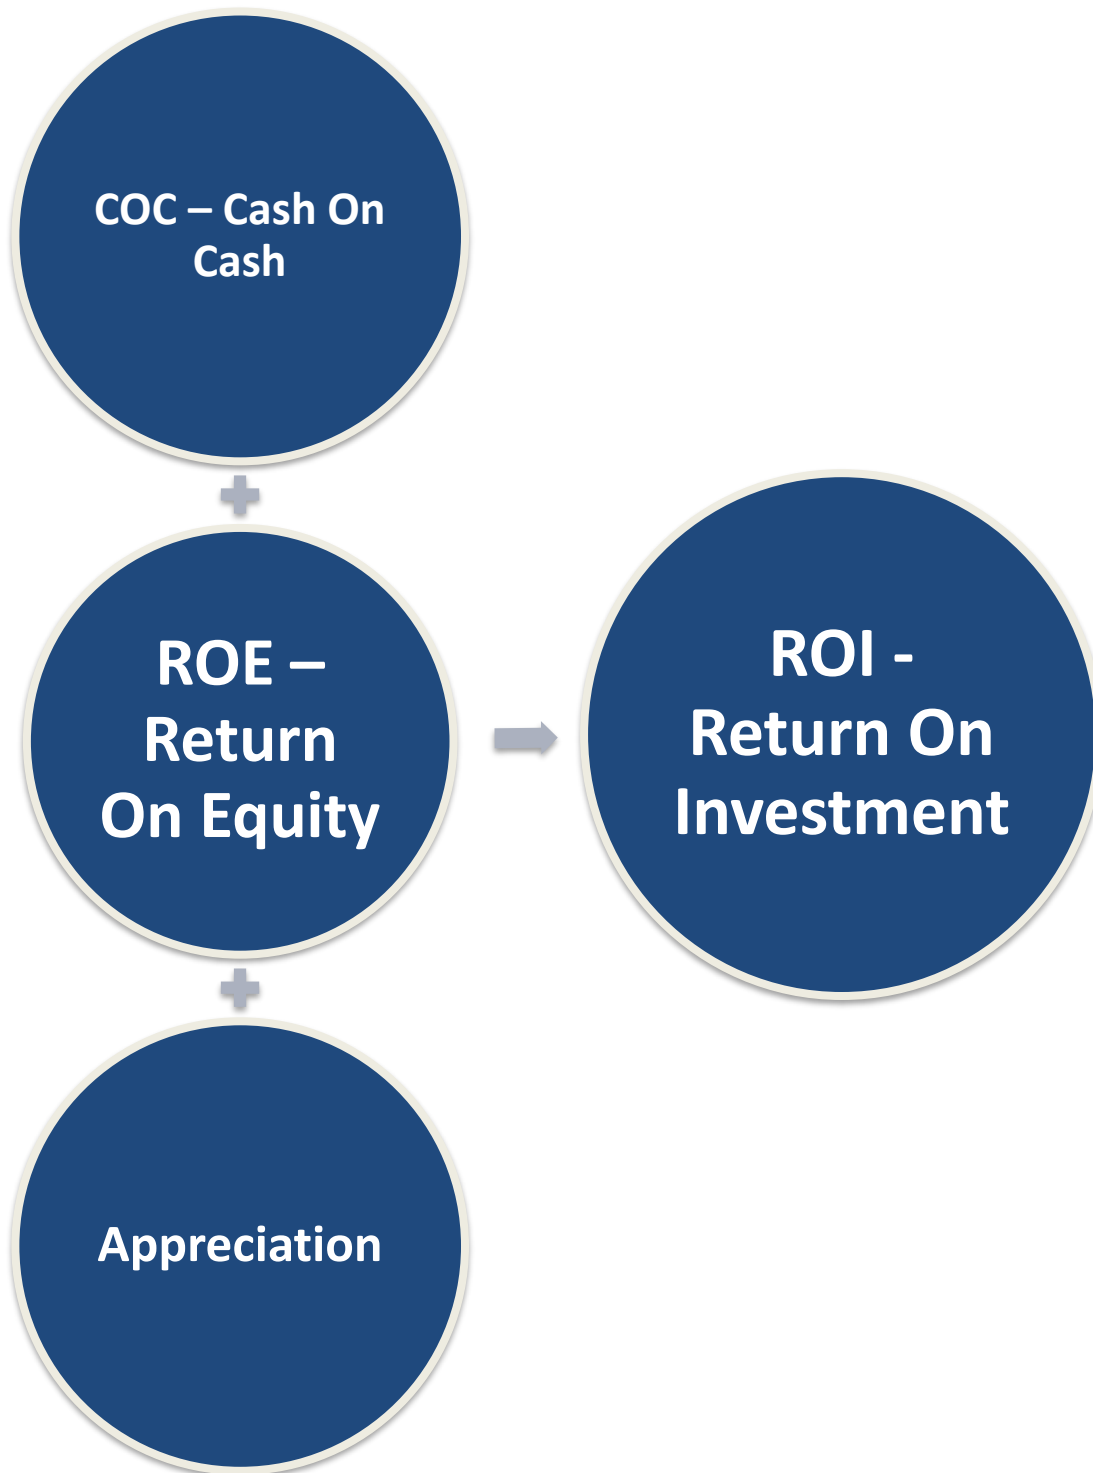 COC – Cash On
Cash
ROE –
Return
On Equity
ROI -
Return On
Investment
Appreciation